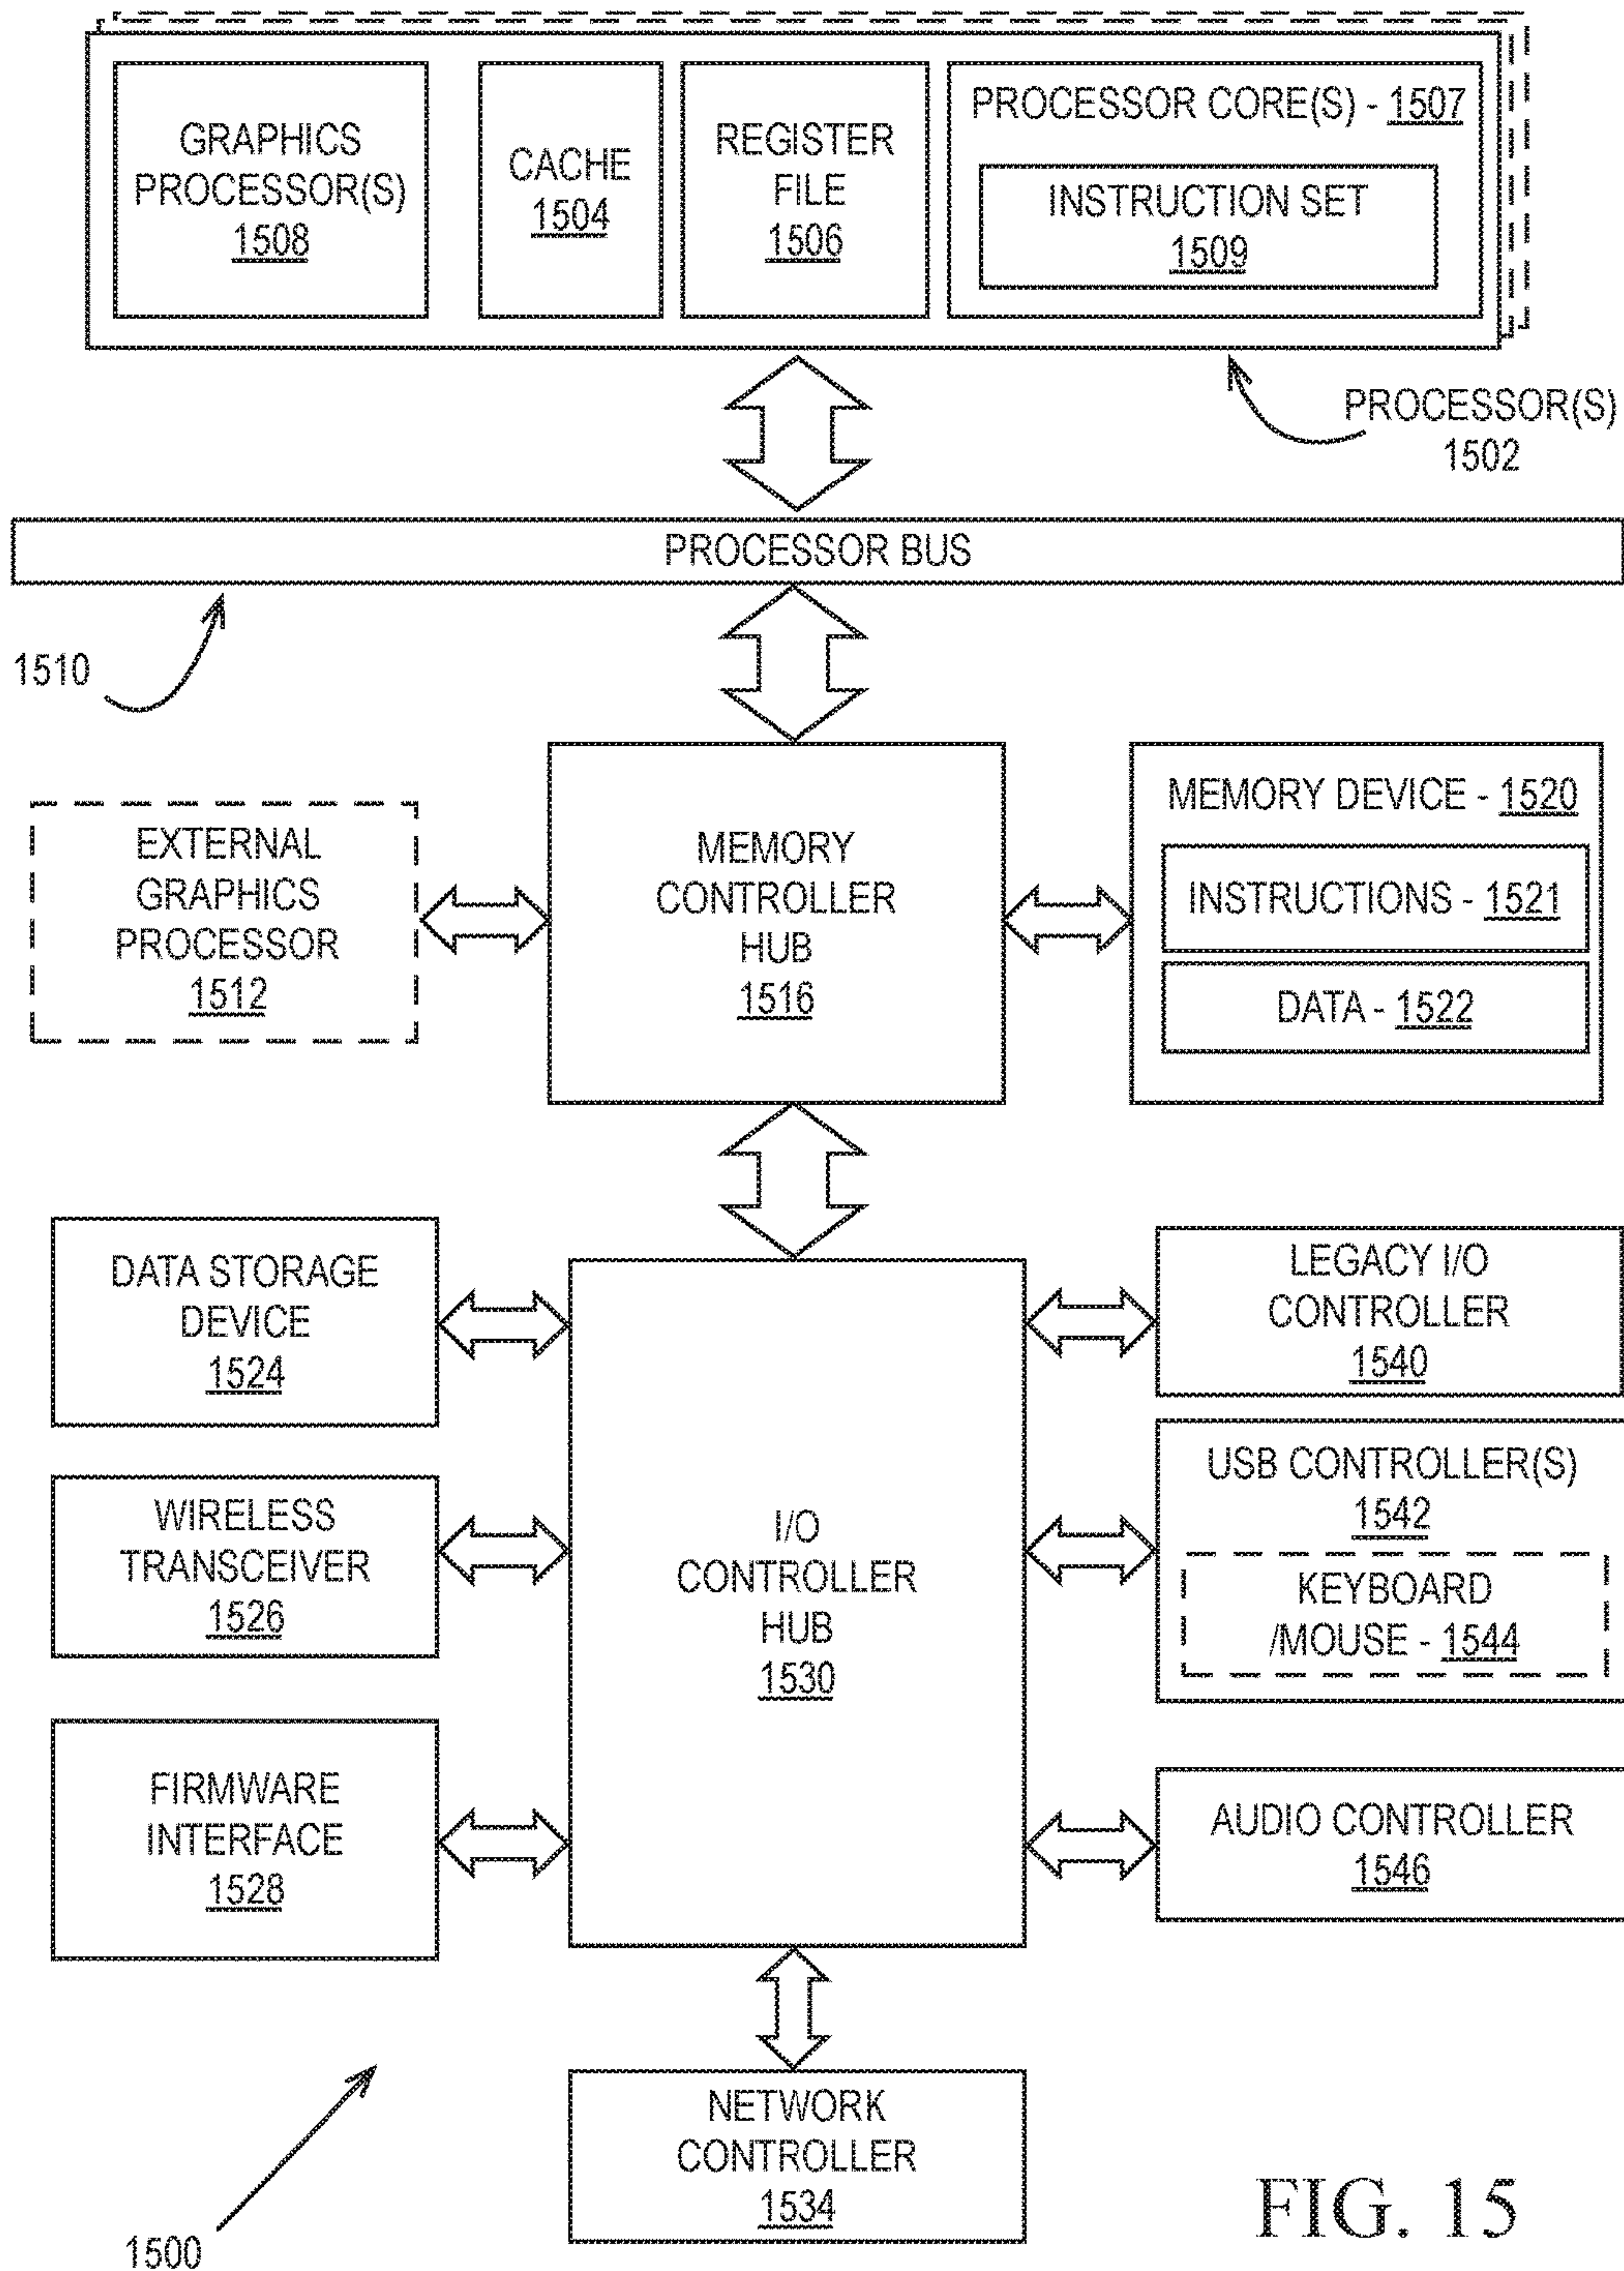 GRAPHICS
PROCESSOR(S)
1508
CACHE
1504
REGISTER
FILE
1506
PROCESSOR CORE(S) - 1507
INSTRUCTION SET
1509
PROCESSOR(S)
1502
PROCESSOR BUS
1510
EXTERNAL
GRAPHICS
PROCESSOR
1512
MEMORY
CONTROLLER
HUB
1516
MEMORY DEVICE - 1520
INSTRUCTIONS - 1521
DATA - 1522
DATA STORAGE
DEVICE
1524
WIRELESS
TRANSCEIVER
1526
FIRMWARE
INTERFACE
1528
I/O
CONTROLLER
HUB
1530
LEGACY I/O
CONTROLLER
1540
USB CONTROLLER(S)
1542
KEYBOARD
/MOUSE - 1544
AUDIO CONTROLLER
1546
NETWORK
CONTROLLER
1534
1500
FIG. 15